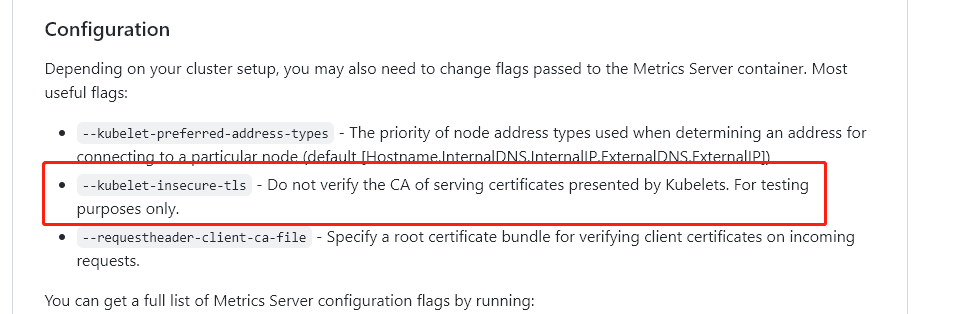 Configuration
Depending on your cluster setup, you may also need to change flags passed to the Metrics Server container. Most
useful flags:
--kubelet-preferred-address-types - The priority of node address types used when determining an address for
connecting to a particular node (default [Hostname,InternalDNS,InternalIP,ExternalDNS,ExternalIP])
--kubelet-insecure-tls - Do not verify the CA of serving certificates presented by Kubelets. For testing
purposes only.
--requestheader-client-ca-file - Specify a root certificate bundle for verifying client certificates on incoming
requests.
You can get a full list of Metrics Server configuration flags by running: